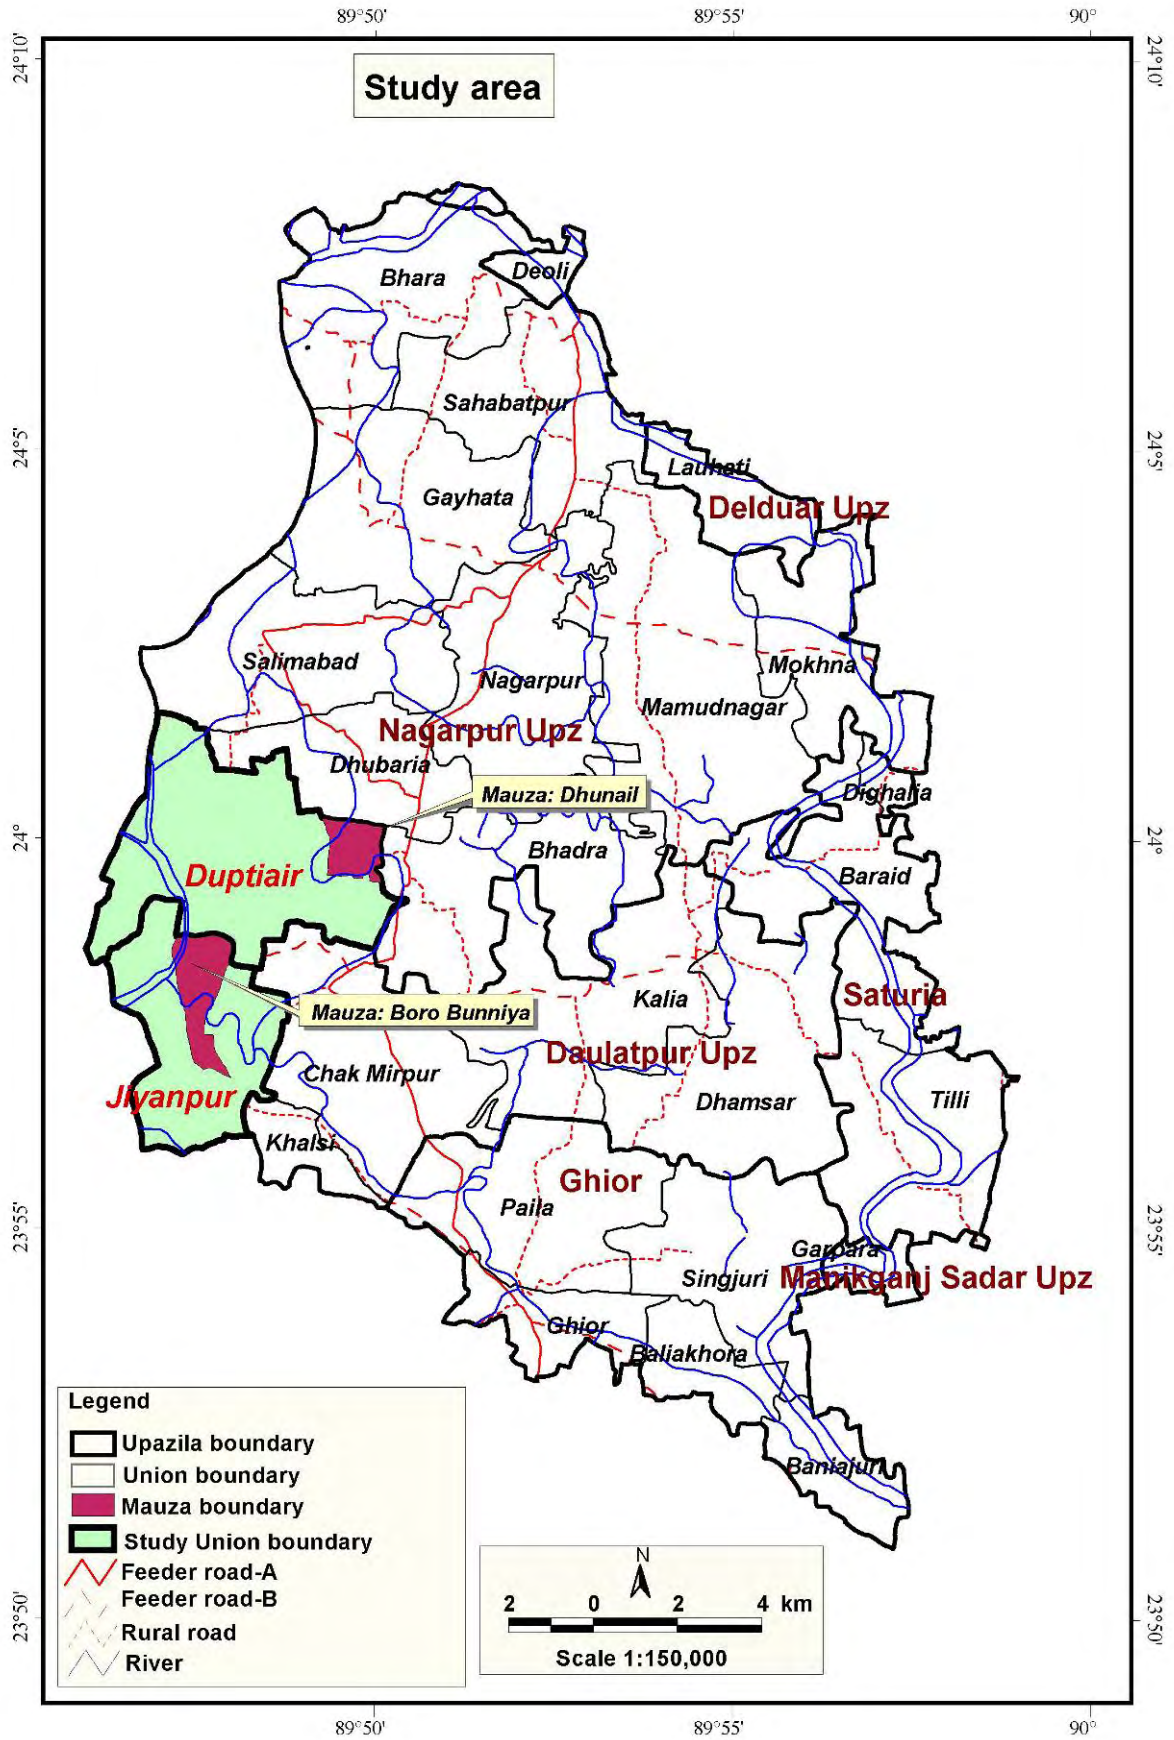 89°50'
89°55'
90°
24°10'
24°10'
Study area
Bhara
Deoli
Sahabatpur
24°5'
24°5'
Lauhati
Gayhata
Delduar Upz
Salimabad
Mokhna
Nagarpur
Mamudnagar
Nagarpur Upz
Dhubaria
Mauza: Dhunail
Dighalia
24°
24°
Bhadra
Duptiair
Baraid
Kalia
Saturia
Mauza: Boro Bunniya
Daulatpur Upz
Chak Mirpur
Jiyanpur
Dhamsar
Tilli
Khalsi
Ghior
Paila
23°55'
23°55'
Garpara
Singjuri
Manikganj Sadar Upz
Ghior
Baliakhora
Baniajuri
Legend
Upazila boundary
Union boundary
Mauza boundary
Study Union boundary
Feeder road-A
Feeder road-B
Rural road
River
N
2 0 2 4 km
Scale 1:150,000
23°50'
23°50'
89°50'
89°55'
90°